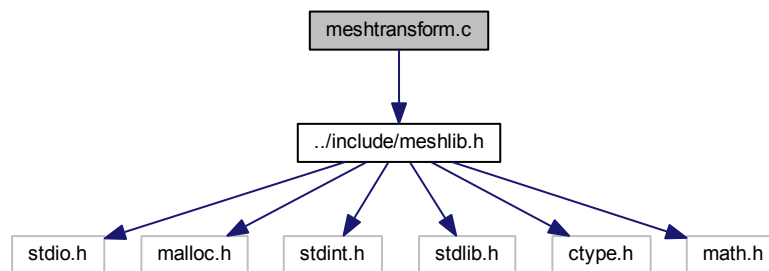 meshtransform.c
../include/meshlib.h
stdio.h malloc.h stdint.h stdlib.h ctype.h math.h